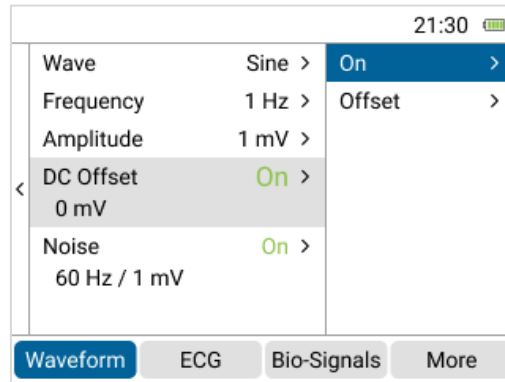 21:30
Wave Sine >
Frequency 1 Hz >
Amplitude 1 mV >
DC Offset On >
0 mV
Noise On >
60 Hz / 1 mV
On >
Offset >
<
Waveform ECG Bio-Signals More